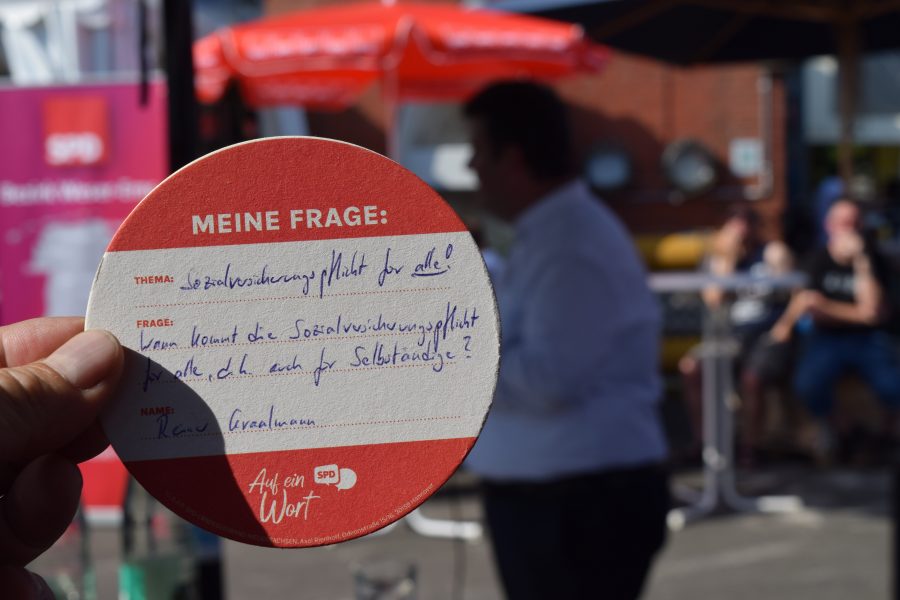 SPD
MEINE FRAGE:
THEMA: Sozialversicherungspflicht für alle!
FRAGE:
Wann kommt die Sozialversicherungspflicht
für alle, d.h. auch für Selbständige?
NAME:
Graalmann
Auf ein
SPD
Wort